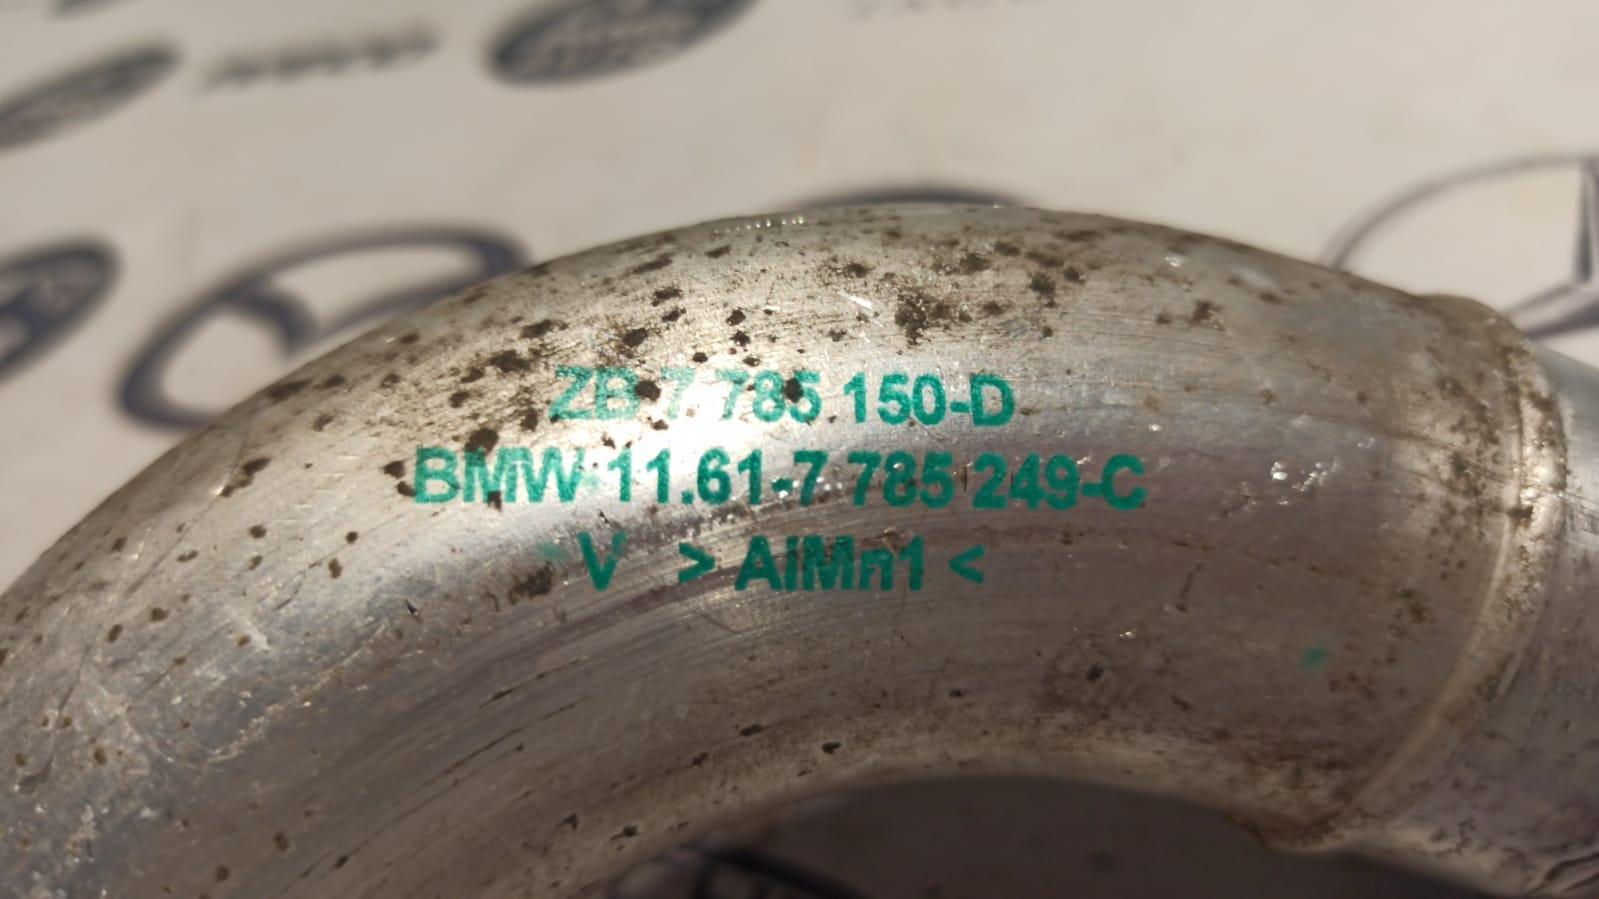 ZB 7 785 150-D
BMW 11.61-7 785 249-C
V > AlMn1 <